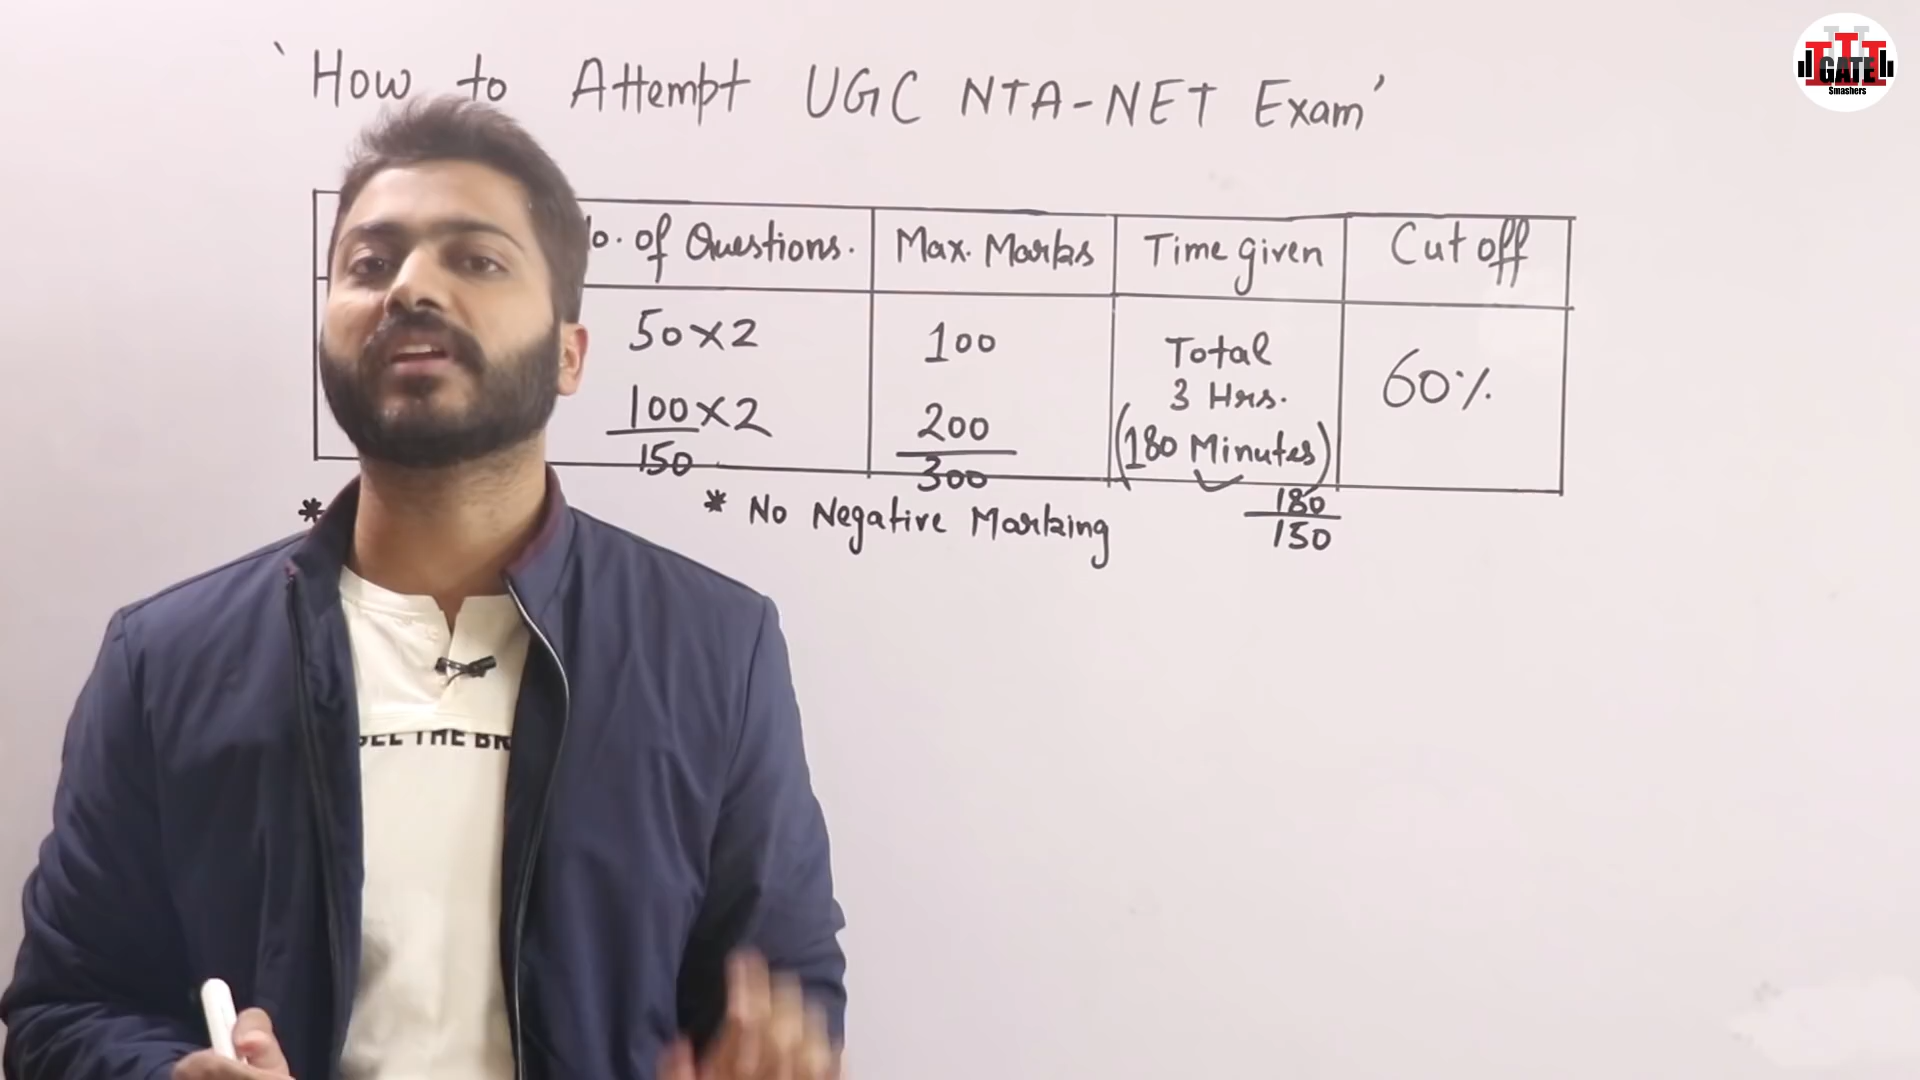 ‘How to Attempt UGC NTA-NET Exam’
GATE
Smashers
o. of Questions. Max. Marks Time given Cut off
50×2 100 Total
3 Hrs. 60%
100×2 200 (180 Minutes)
150 300 180
150
* * No Negative Marking
THE